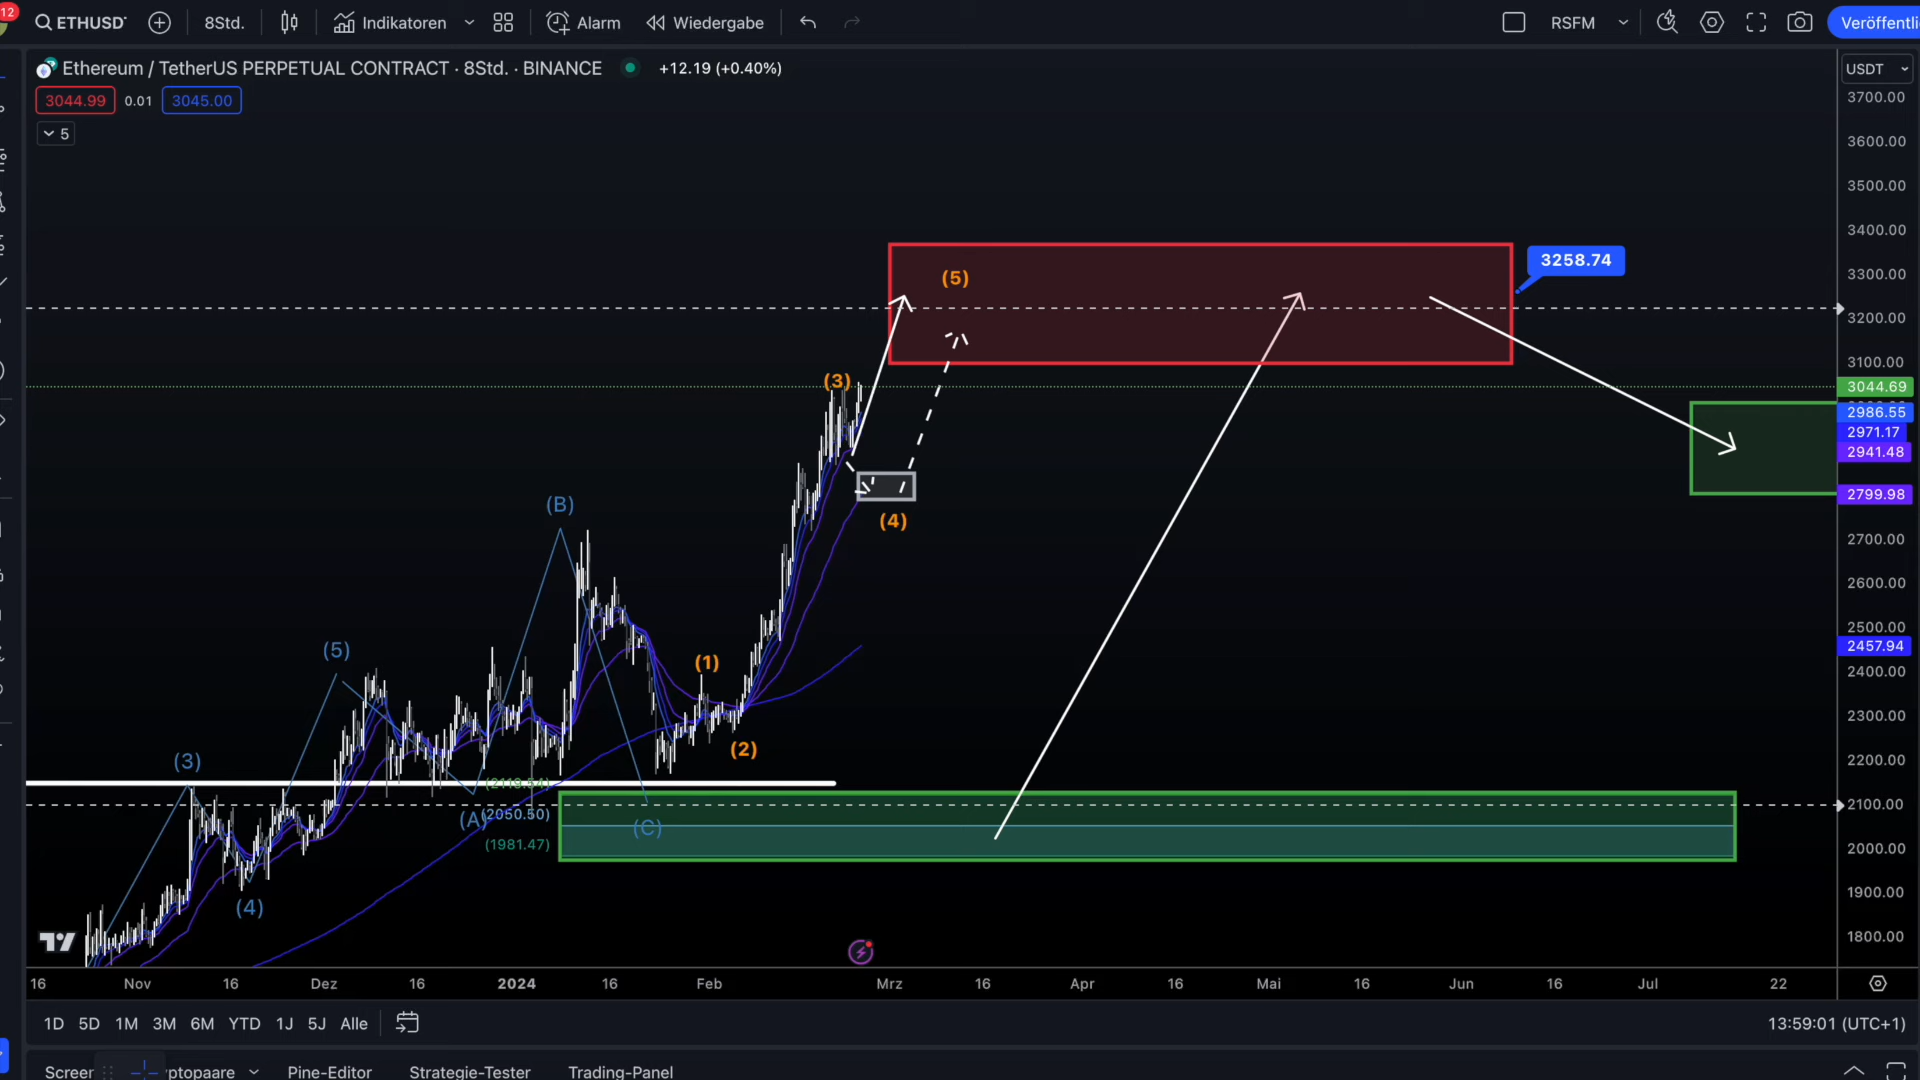 12
ETHUSD
8Std.
Indikatoren
Alarm
Wiedergabe
RSFM
Veröffentli
Ethereum / TetherUS PERPETUAL CONTRACT · 8Std. · BINANCE
+12.19 (+0.40%)
USDT
3044.99
0.01
3045.00
5
3700.00
3600.00
3500.00
3400.00
3300.00
3200.00
3100.00
3044.69
2986.55
2971.17
2941.48
2799.98
2700.00
2600.00
2500.00
2457.94
2400.00
2300.00
2200.00
2100.00
2000.00
1900.00
1800.00
3258.74
(5)
(3)
(4)
(B)
(5)
(1)
(2)
(3)
(2118.54)
(A)
(2050.50)
(C)
(1981.47)
(4)
16
Nov
16
Dez
16
2024
16
Feb
Mrz
16
Apr
16
Mai
16
Jun
16
Jul
22
1D
5D
1M
3M
6M
YTD
1J
5J
Alle
13:59:01 (UTC+1)
Screer
yptopaare
Pine-Editor
Strategie-Tester
Trading-Panel